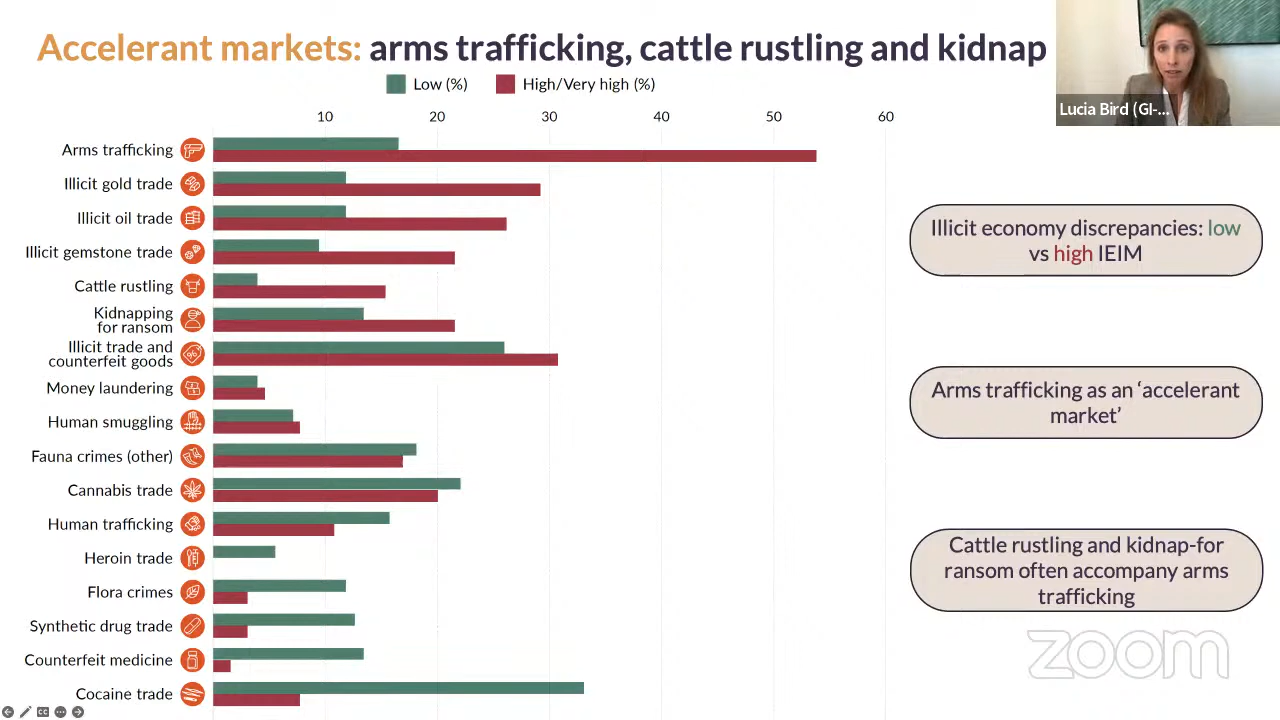 Accelerant markets: arms trafficking, cattle rustling and kidnap
Low (%)
High/Very high (%)
Lucia Bird (GI-...
10
20
30
40
50
60
Arms trafficking
Illicit gold trade
Illicit oil trade
Illicit gemstone trade
Cattle rustling
Kidnapping
for ransom
Illicit trade and
counterfeit goods
Money laundering
Human smuggling
Fauna crimes (other)
Cannabis trade
Human trafficking
Heroin trade
Flora crimes
Synthetic drug trade
Counterfeit medicine
Cocaine trade
Illicit economy discrepancies: low
vs high IEIM
Arms trafficking as an ‘accelerant
market’
Cattle rustling and kidnap-for
ransom often accompany arms
trafficking
zoom